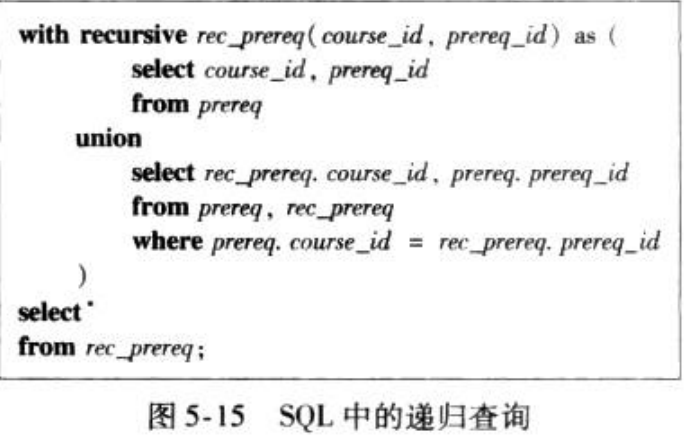 with recursive rec_prereq( course_id, prereq_id) as (
select course_id, prereq_id
from prereq
union
select rec_prereq. course_id, prereq. prereq_id
from prereq, rec_prereq
where prereq. course_id = rec_prereq. prereq_id
)
select *
from rec_prereq;
图 5-15 SQL 中的递归查询